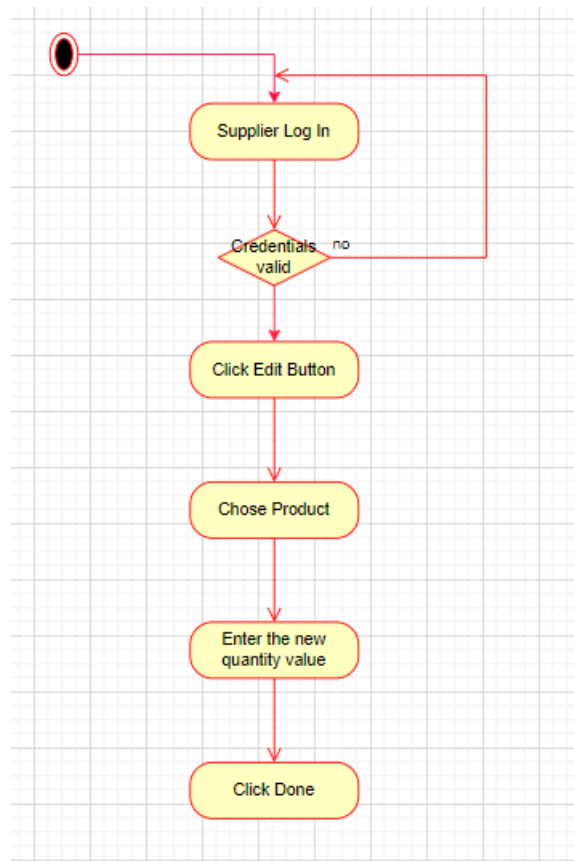 Supplier Log In
Credentials
valid
no
Click Edit Button
Chose Product
Enter the new
quantity value
Click Done